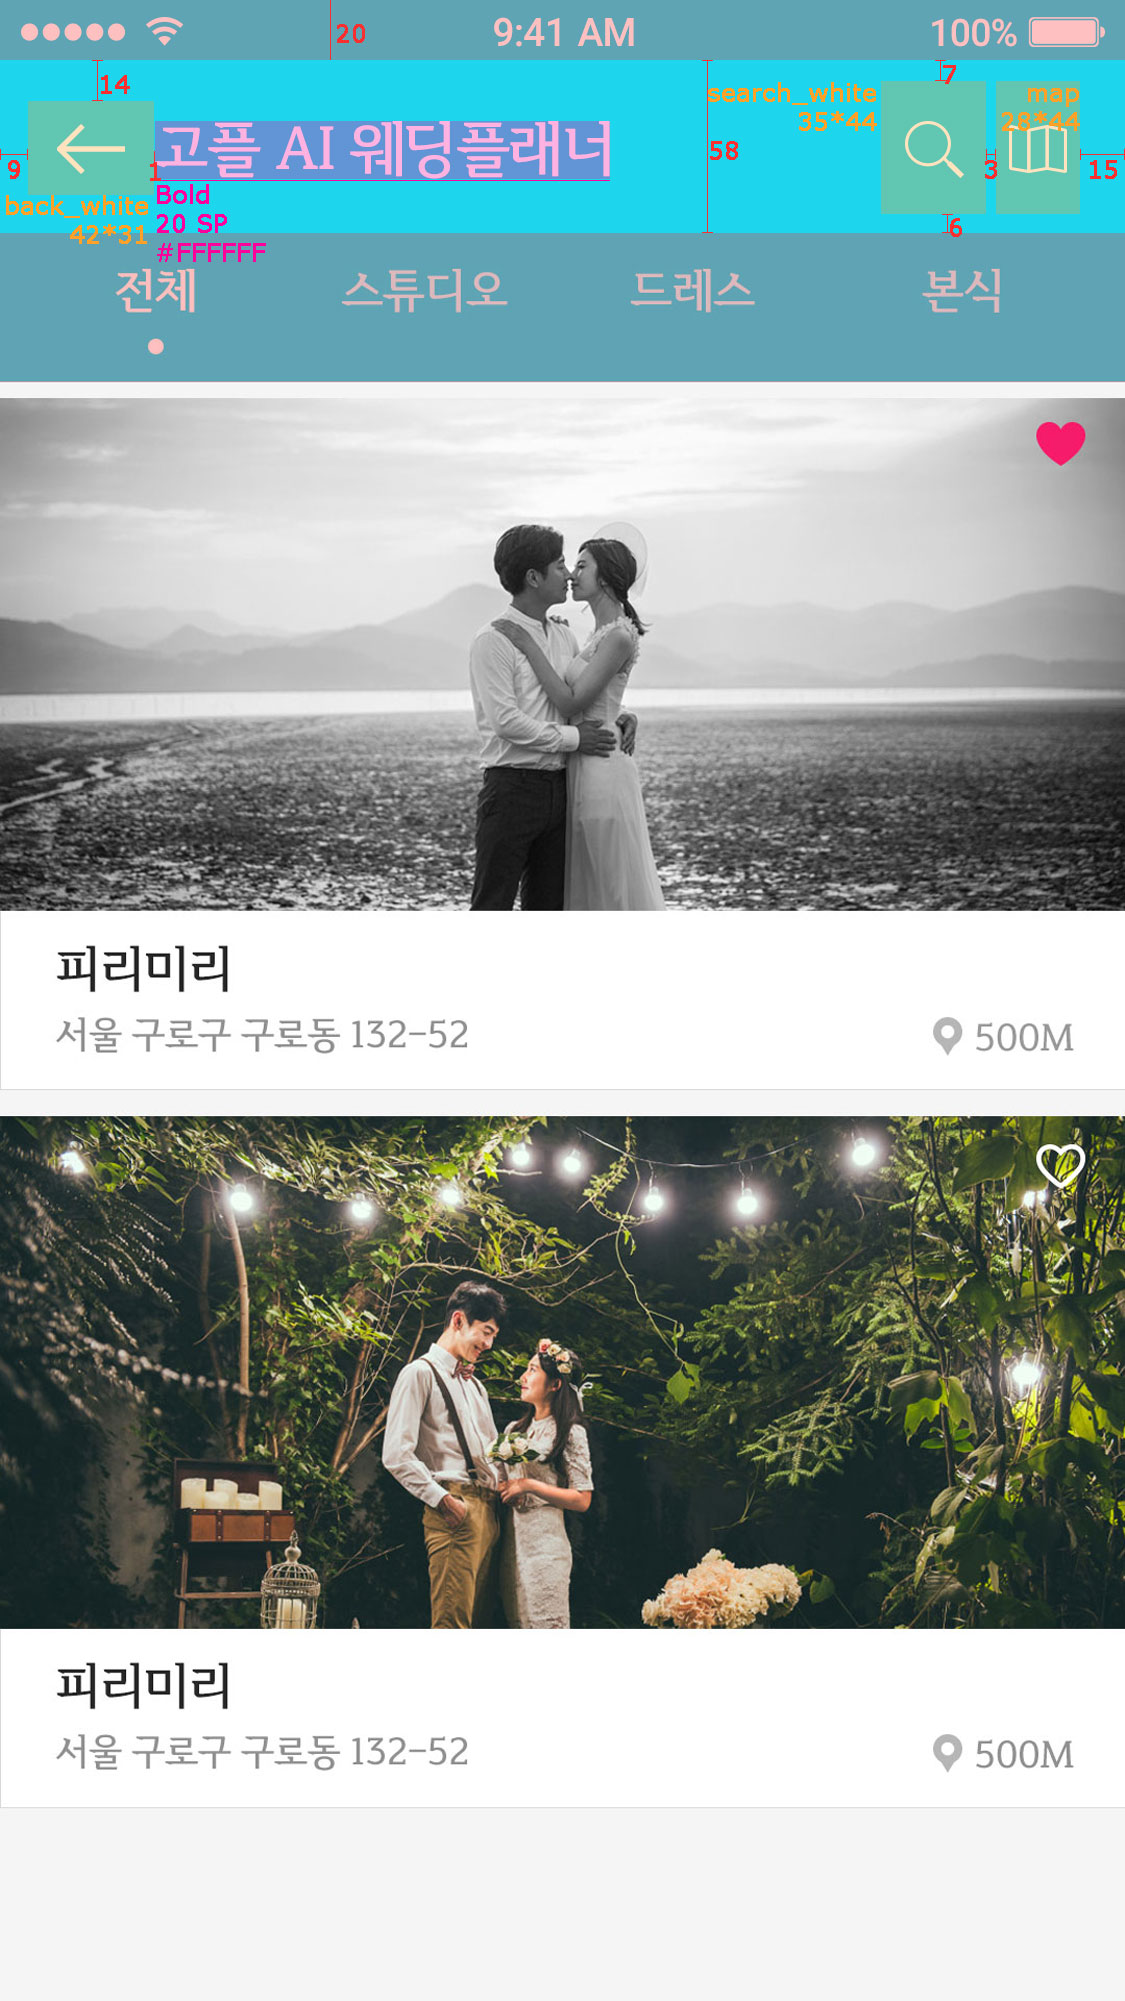 20
9:41 AM
100%
14
7
search_white
35*44
map
28*44
고플 AI 웨딩플래너
58
9
1
3
15
Bold
back_white
20 SP
6
42*31
#FFFFFF
전체
스튜디오
드레스
본식
피리미리
서울 구로구 구로동 132-52
500M
피리미리
서울 구로구 구로동 132-52
500M